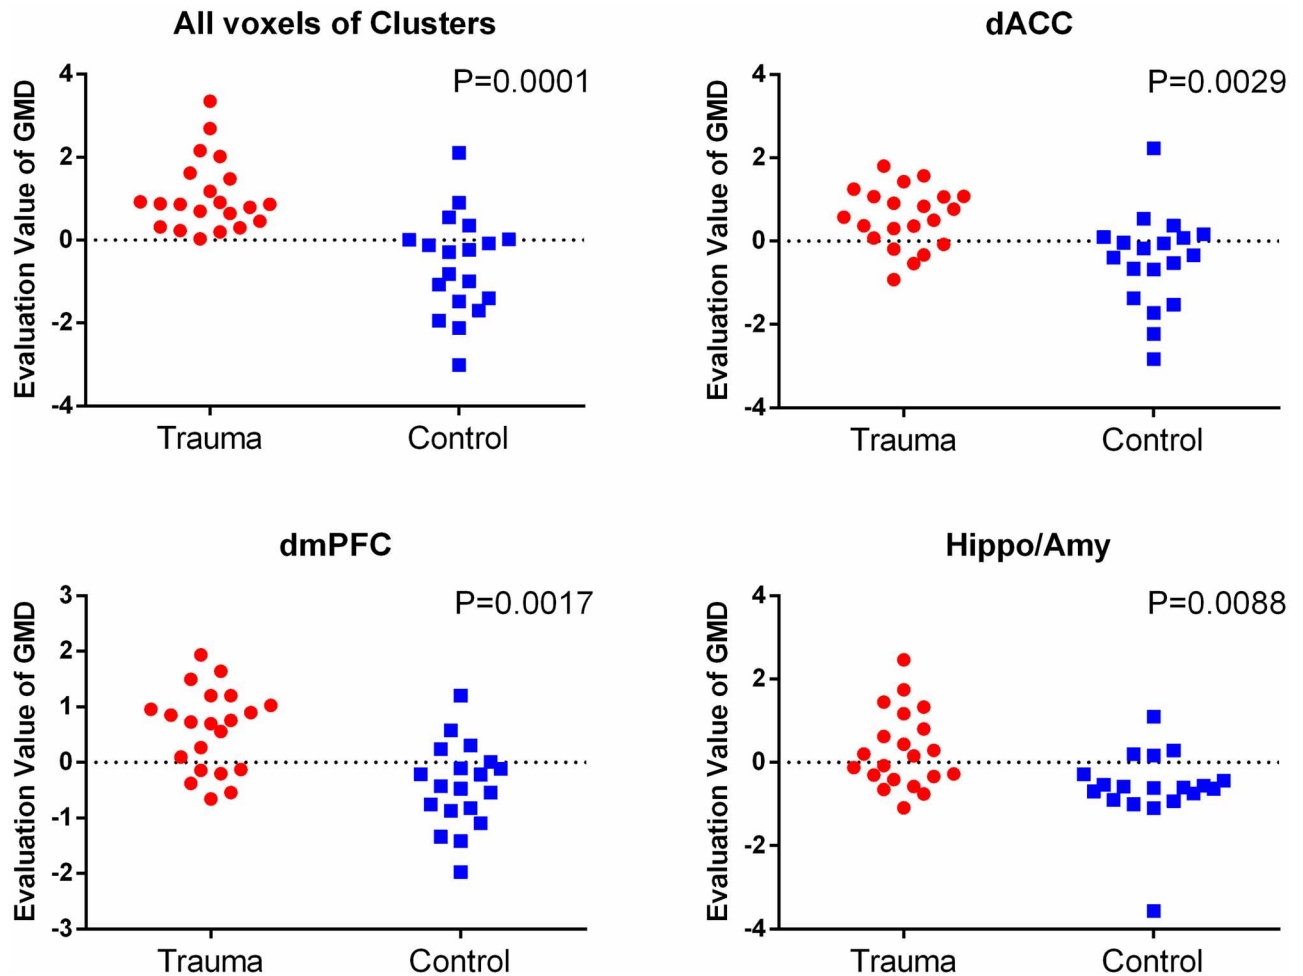 All voxels of Clusters
P=0.0001
Evaluation Value of GMD
4
2
0
-2
-4
Trauma Control
dACC
P=0.0029
Evaluation Value of GMD
4
2
0
-2
-4
Trauma Control
dmPFC
P=0.0017
Evaluation Value of GMD
3
2
1
0
-1
-2
-3
Trauma Control
Hippo/Amy
P=0.0088
Evaluation Value of GMD
4
2
0
-2
-4
Trauma Control